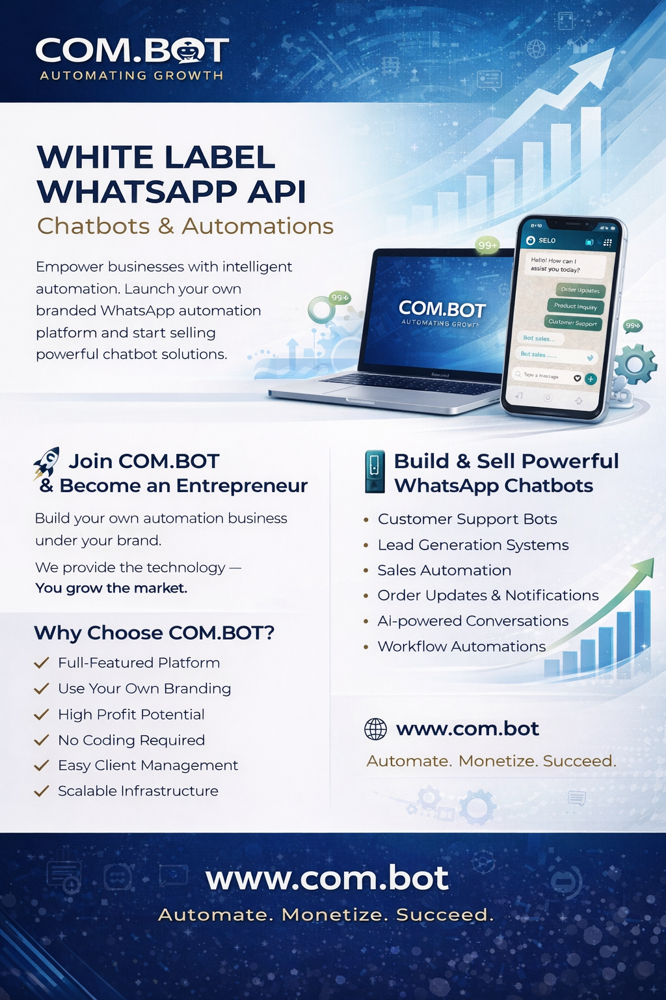 COM.BOT
AUTOMATING GROWTH
WHITE LABEL
WHATSAPP API
Chatbots & Automations
Empower businesses with intelligent
automation. Launch your own
branded WhatsApp automation
platform and start selling
powerful chatbot solutions.
99+
99+
COM.BOT
AUTOMATING GROWTH
SELO
Hello! How can I
assist you today?
Order Updates
Product Inquiry
Customer Support
Bot sales...
Bot sales .....
Type a message
Join COM.BOT
& Become an Entrepreneur
Build your own automation business
under your brand.
We provide the technology —
You grow the market.
Why Choose COM.BOT?
Full-Featured Platform
Use Your Own Branding
High Profit Potential
No Coding Required
Easy Client Management
Scalable Infrastructure
Build & Sell Powerful
WhatsApp Chatbots
• Customer Support Bots
• Lead Generation Systems
• Sales Automation
• Order Updates & Notifications
• Ai-powered Conversations
• Workflow Automations
www.com.bot
Automate. Monetize. Succeed.
www.com.bot
Automate. Monetize. Succeed.